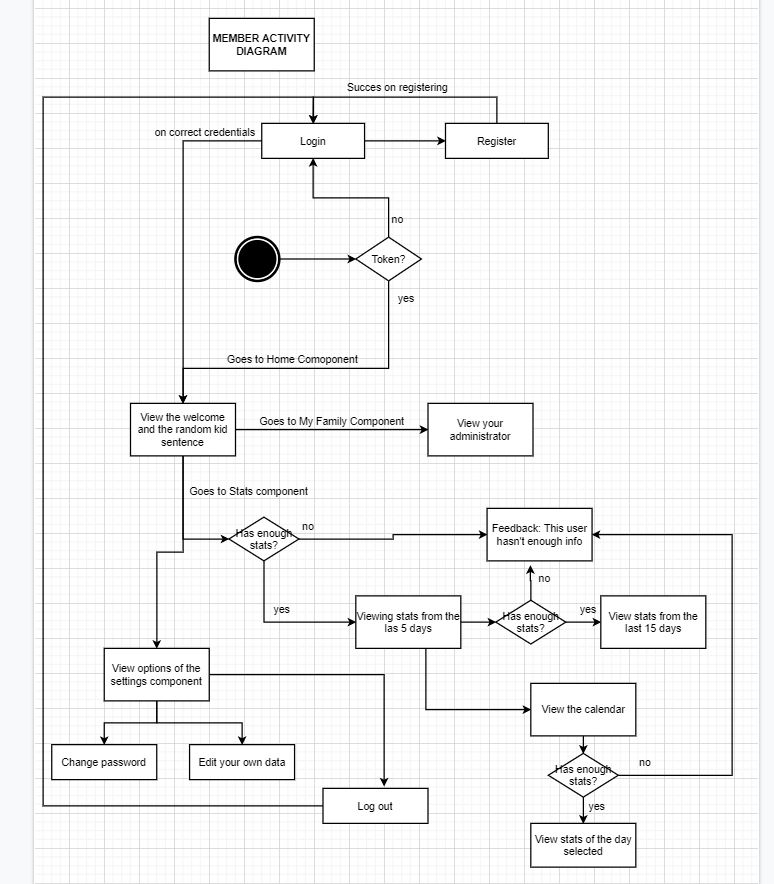 MEMBER ACTIVITY
DIAGRAM
Succes on registering
on correct credentials
Login
Register
no
Token?
yes
Goes to Home Comoponent
View the welcome
and the random kid
sentence
Goes to My Family Component
View your
administrator
Goes to Stats component
Has enough
stats?
no
Feedback: This user
hasn't enough info
yes
Viewing stats from the
las 5 days
Has enough
stats?
no
yes
View stats from the
last 15 days
View options of the
settings component
View the calendar
Change password
Edit your own data
Has enough
stats?
no
Log out
yes
View stats of the day
selected